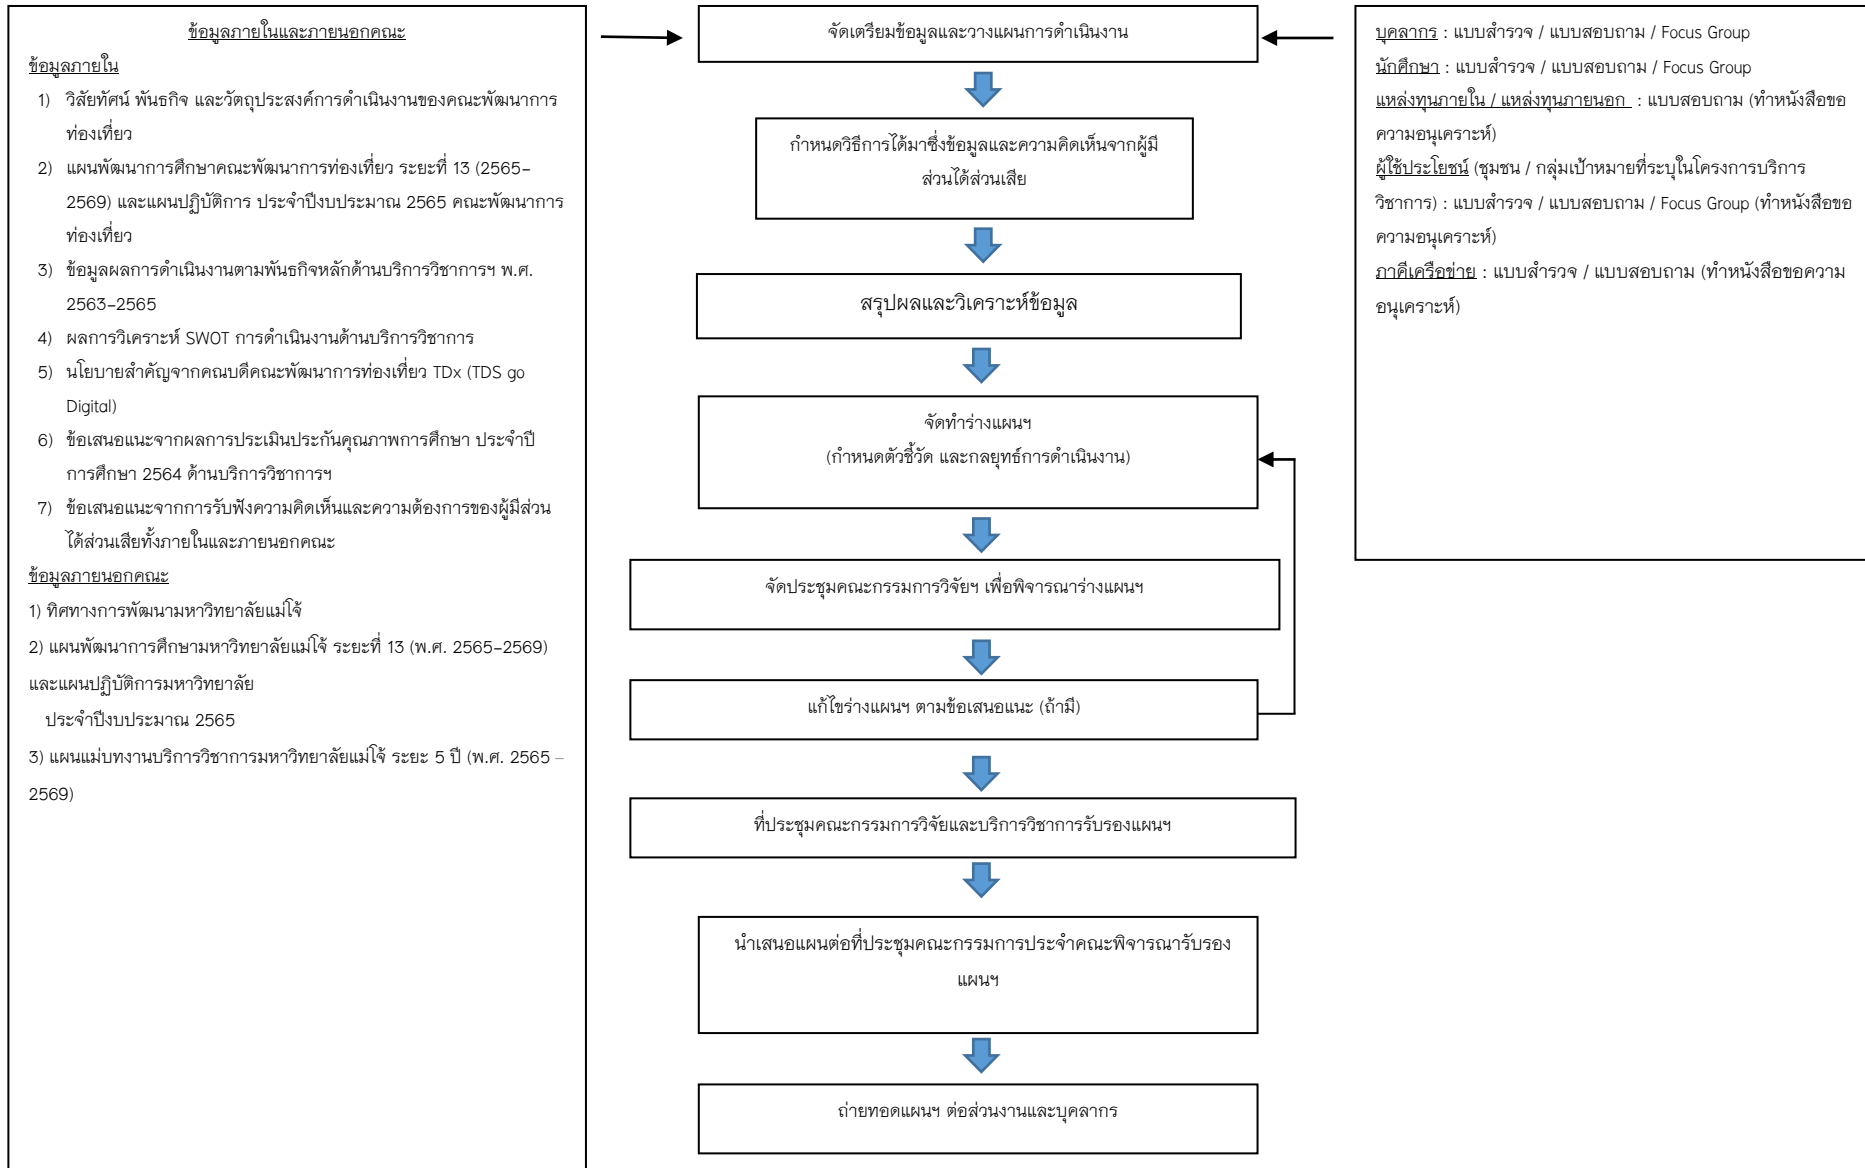 ข้อมูลภายในและภายนอกคณะ
ข้อมูลภายใน
1) วิสัยทัศน์ พันธกิจ และวัตถุประสงค์การดำเนินงานของคณะพัฒนาการ
ท่องเที่ยว
2) แผนพัฒนาการศึกษาคณะพัฒนาการท่องเที่ยว ระยะที่ 13 (2565–
2569) และแผนปฏิบัติการ ประจำปีงบประมาณ 2565 คณะพัฒนาการ
ท่องเที่ยว
3) ข้อมูลผลการดำเนินงานตามพันธกิจหลักด้านบริการวิชาการฯ พ.ศ.
2563–2565
4) ผลการวิเคราะห์ SWOT การดำเนินงานด้านบริการวิชาการ
5) นโยบายสำคัญจากคณบดีคณะพัฒนาการท่องเที่ยว TDx (TDS go
Digital)
6) ข้อเสนอแนะจากผลการประเมินประกันคุณภาพการศึกษา ประจำปี
การศึกษา 2564 ด้านบริการวิชาการฯ
7) ข้อเสนอแนะจากการรับฟังความคิดเห็นและความต้องการของผู้มีส่วน
ได้ส่วนเสียทั้งภายในและภายนอกคณะ
ข้อมูลภายนอกคณะ
1) ทิศทางการพัฒนามหาวิทยาลัยแม่โจ้
2) แผนพัฒนาการศึกษามหาวิทยาลัยแม่โจ้ ระยะที่ 13 (พ.ศ. 2565–2569)
และแผนปฏิบัติการมหาวิทยาลัย
ประจำปีงบประมาณ 2565
3) แผนแม่บทงานบริการวิชาการมหาวิทยาลัยแม่โจ้ ระยะ 5 ปี (พ.ศ. 2565 –
2569)
จัดเตรียมข้อมูลและวางแผนการดำเนินงาน
กำหนดวิธีการได้มาซึ่งข้อมูลและความคิดเห็นจากผู้มี
ส่วนได้ส่วนเสีย
สรุปผลและวิเคราะห์ข้อมูล
จัดทำร่างแผนฯ
(กำหนดตัวชี้วัด และกลยุทธ์การดำเนินงาน)
จัดประชุมคณะกรรมการวิจัยฯ เพื่อพิจารณาร่างแผนฯ
แก้ไขร่างแผนฯ ตามข้อเสนอแนะ (ถ้ามี)
ที่ประชุมคณะกรรมการวิจัยและบริการวิชาการรับรองแผนฯ
นำเสนอแผนต่อที่ประชุมคณะกรรมการประจำคณะพิจารณารับรอง
แผนฯ
ถ่ายทอดแผนฯ ต่อส่วนงานและบุคลากร
บุคลากร : แบบสำรวจ / แบบสอบถาม / Focus Group
นักศึกษา : แบบสำรวจ / แบบสอบถาม / Focus Group
แหล่งทุนภายใน / แหล่งทุนภายนอก : แบบสอบถาม (ทำหนังสือขอ
ความอนุเคราะห์)
ผู้ใช้ประโยชน์ (ชุมชน / กลุ่มเป้าหมายที่ระบุในโครงการบริการ
วิชาการ) : แบบสำรวจ / แบบสอบถาม / Focus Group (ทำหนังสือขอ
ความอนุเคราะห์)
ภาคีเครือข่าย : แบบสำรวจ / แบบสอบถาม (ทำหนังสือขอความ
อนุเคราะห์)